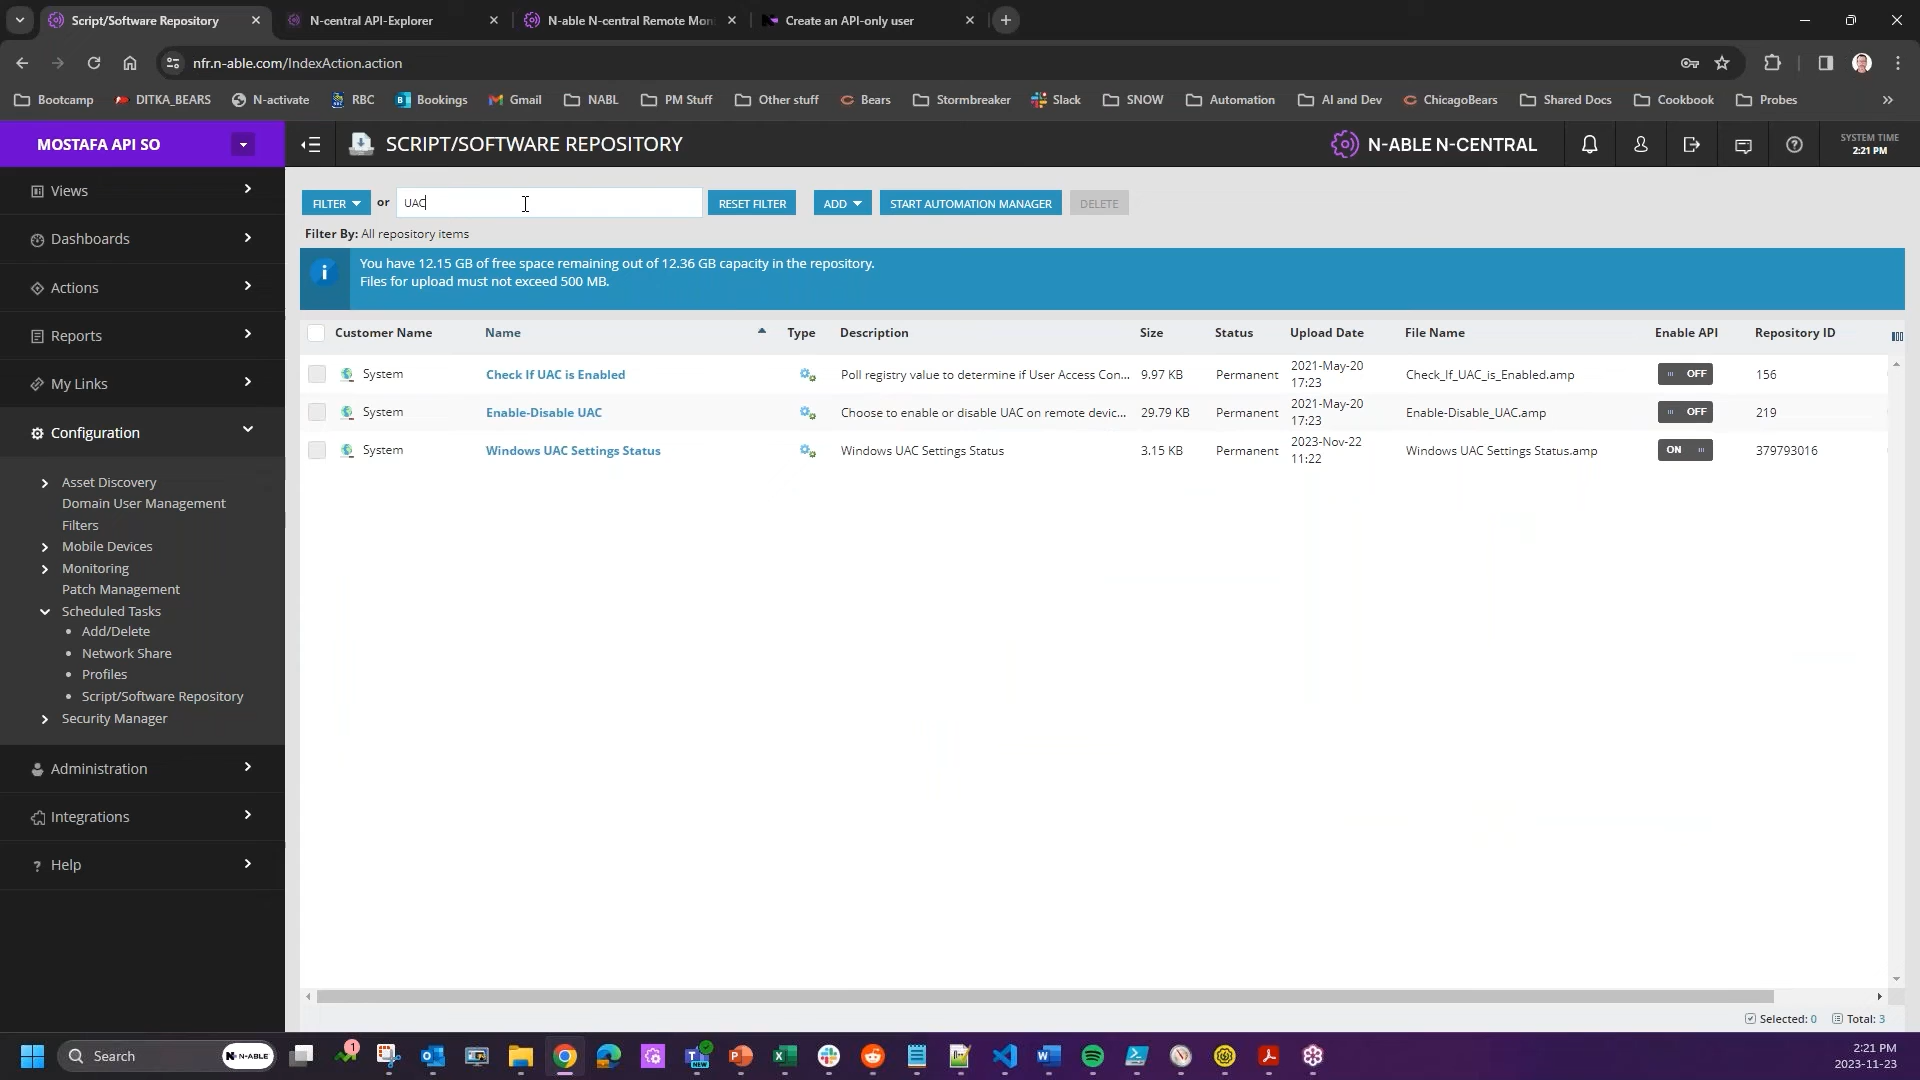 Script/Software Repository
N-central API-Explorer
N-able N-central Remote Mon
Create an API-only user
nfr.n-able.com/IndexAction.action
Bootcamp
DITKA_BEARS
N-activate
RBC
Bookings
Gmail
NABL
PM Stuff
Other stuff
Bears
Stormbreaker
Slack
SNOW
Automation
AI and Dev
ChicagoBears
Shared Docs
Cookbook
Probes
MOSTAFA API SO
SCRIPT/SOFTWARE REPOSITORY
N-ABLE N-CENTRAL
SYSTEM TIME
2:21 PM
Views
Dashboards
Actions
Reports
My Links
Configuration
Asset Discovery
Domain User Management
Filters
Mobile Devices
Monitoring
Patch Management
Scheduled Tasks
Add/Delete
Network Share
Profiles
Script/Software Repository
Security Manager
Administration
Integrations
Help
FILTER or UAC RESET FILTER ADD START AUTOMATION MANAGER DELETE
Filter By: All repository items
You have 12.15 GB of free space remaining out of 12.36 GB capacity in the repository.
Files for upload must not exceed 500 MB.
Customer Name Name Type Description Size Status Upload Date File Name Enable API Repository ID
System Check If UAC is Enabled Poll registry value to determine if User Access Con... 9.97 KB Permanent 2021-May-20 17:23 Check_If_UAC_is_Enabled.amp OFF 156
System Enable-Disable UAC Choose to enable or disable UAC on remote devic... 29.79 KB Permanent 2021-May-20 17:23 Enable-Disable_UAC.amp OFF 219
System Windows UAC Settings Status Windows UAC Settings Status 3.15 KB Permanent 2023-Nov-22 11:22 Windows UAC Settings Status.amp ON 379793016
Selected: 0 Total: 3
Search
N-ABLE
1
NEW
2:21 PM
2023-11-23